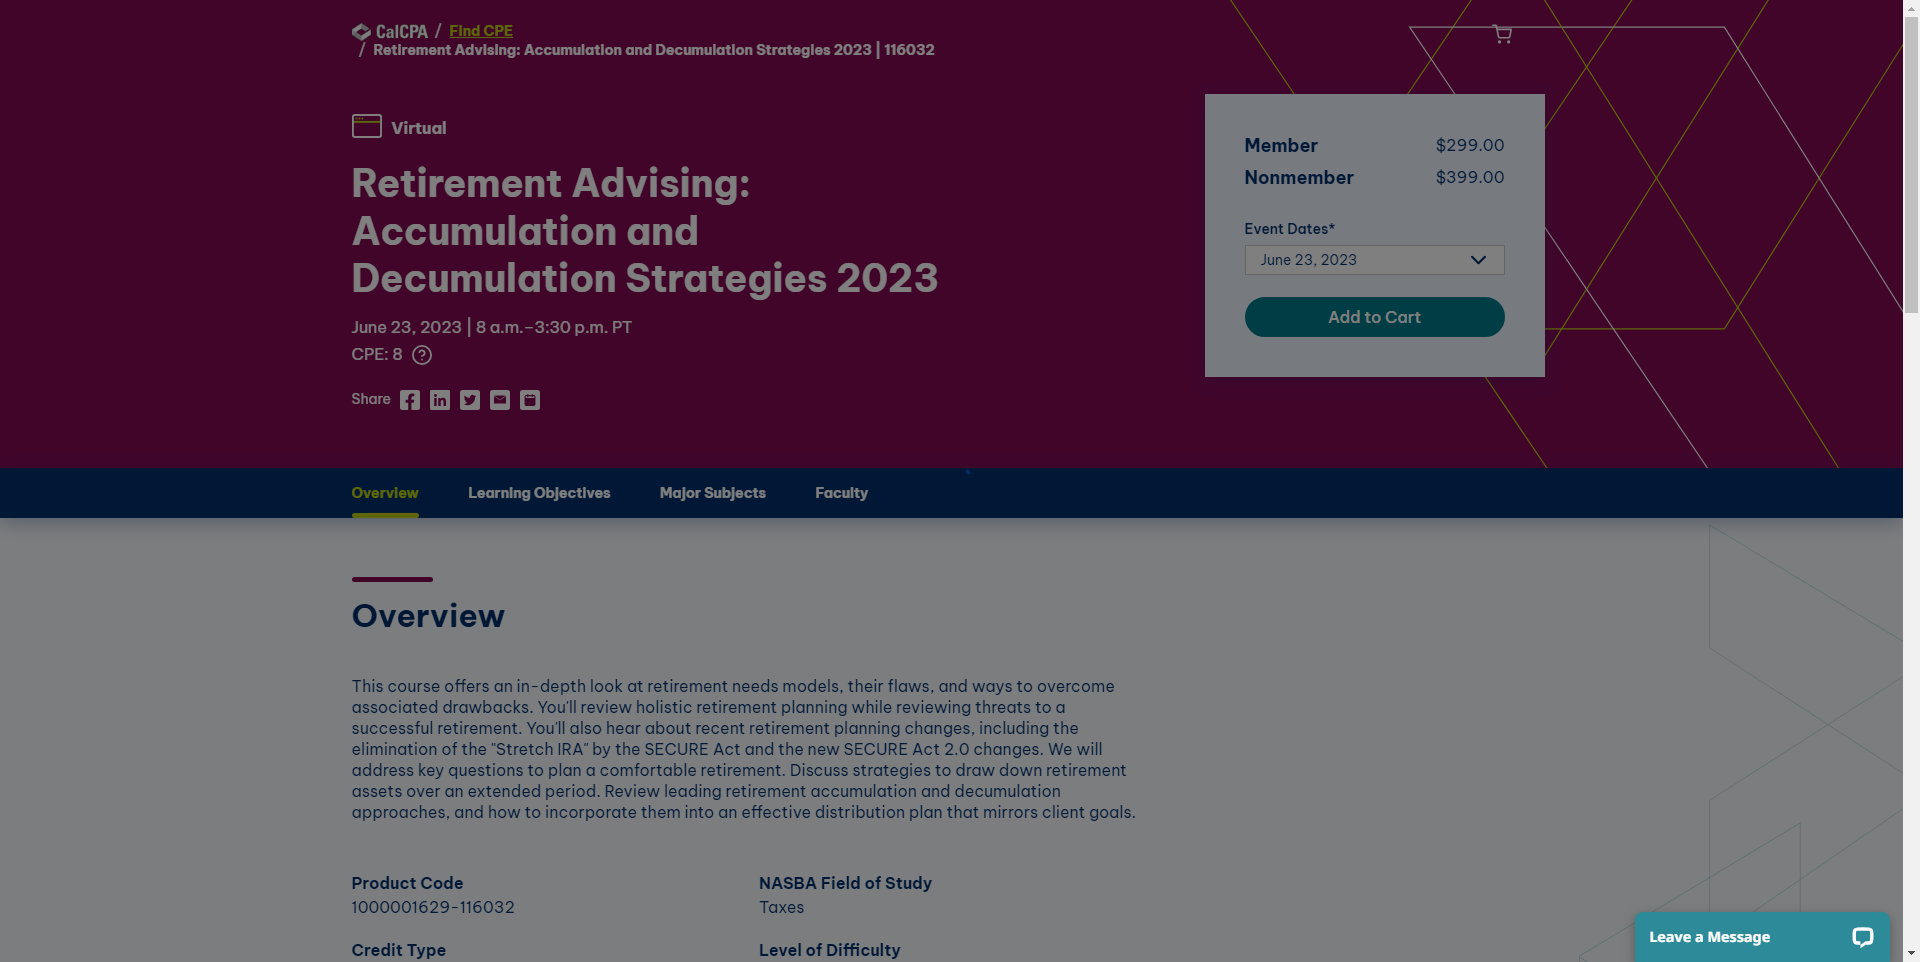 CalCPA / Find CPE
/ Retirement Advising: Accumulation and Decumulation Strategies 2023 | 116032
Virtual
Retirement Advising:
Accumulation and
Decumulation Strategies 2023
June 23, 2023 | 8 a.m.–3:30 p.m. PT
CPE: 8 ?
Share
Member $299.00
Nonmember $399.00
Event Dates*
June 23, 2023
Add to Cart
Overview Learning Objectives Major Subjects Faculty
Overview
This course offers an in-depth look at retirement needs models, their flaws, and ways to overcome
associated drawbacks. You'll review holistic retirement planning while reviewing threats to a
successful retirement. You'll also hear about recent retirement planning changes, including the
elimination of the "Stretch IRA" by the SECURE Act and the new SECURE Act 2.0 changes. We will
address key questions to plan a comfortable retirement. Discuss strategies to draw down retirement
assets over an extended period. Review leading retirement accumulation and decumulation
approaches, and how to incorporate them into an effective distribution plan that mirrors client goals.
Product Code
1000001629-116032
NASBA Field of Study
Taxes
Credit Type
Level of Difficulty
Leave a Message